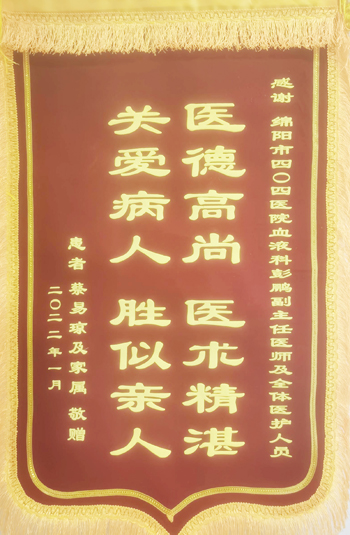 感谢 绵阳市四〇四医院血液科彭鹏副主任医师及全体医护人员
医德高尚 医术精湛
关爱病人 胜似亲人
患者 蔡易琼及家属 敬赠
二〇二二年一月